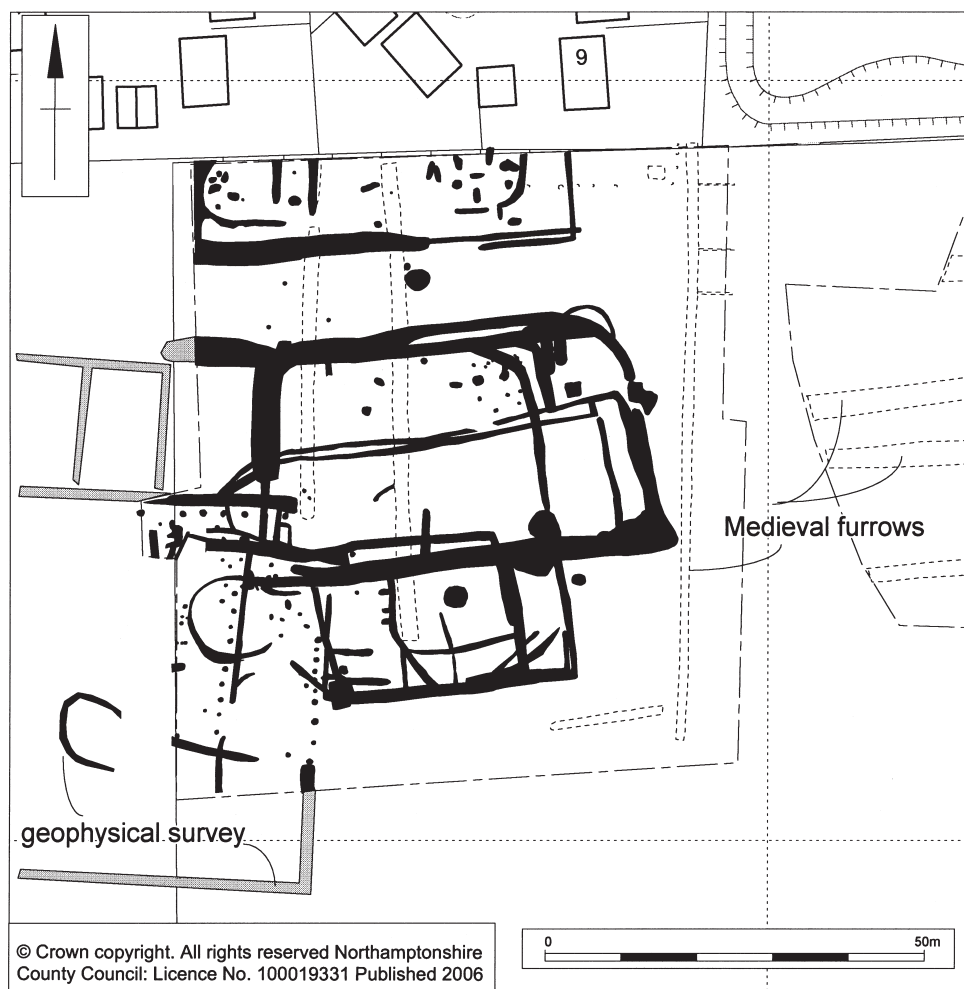 9
Medieval furrows
geophysical survey
© Crown copyright. All rights reserved Northamptonshire
County Council: Licence No. 100019331 Published 2006
0
50m